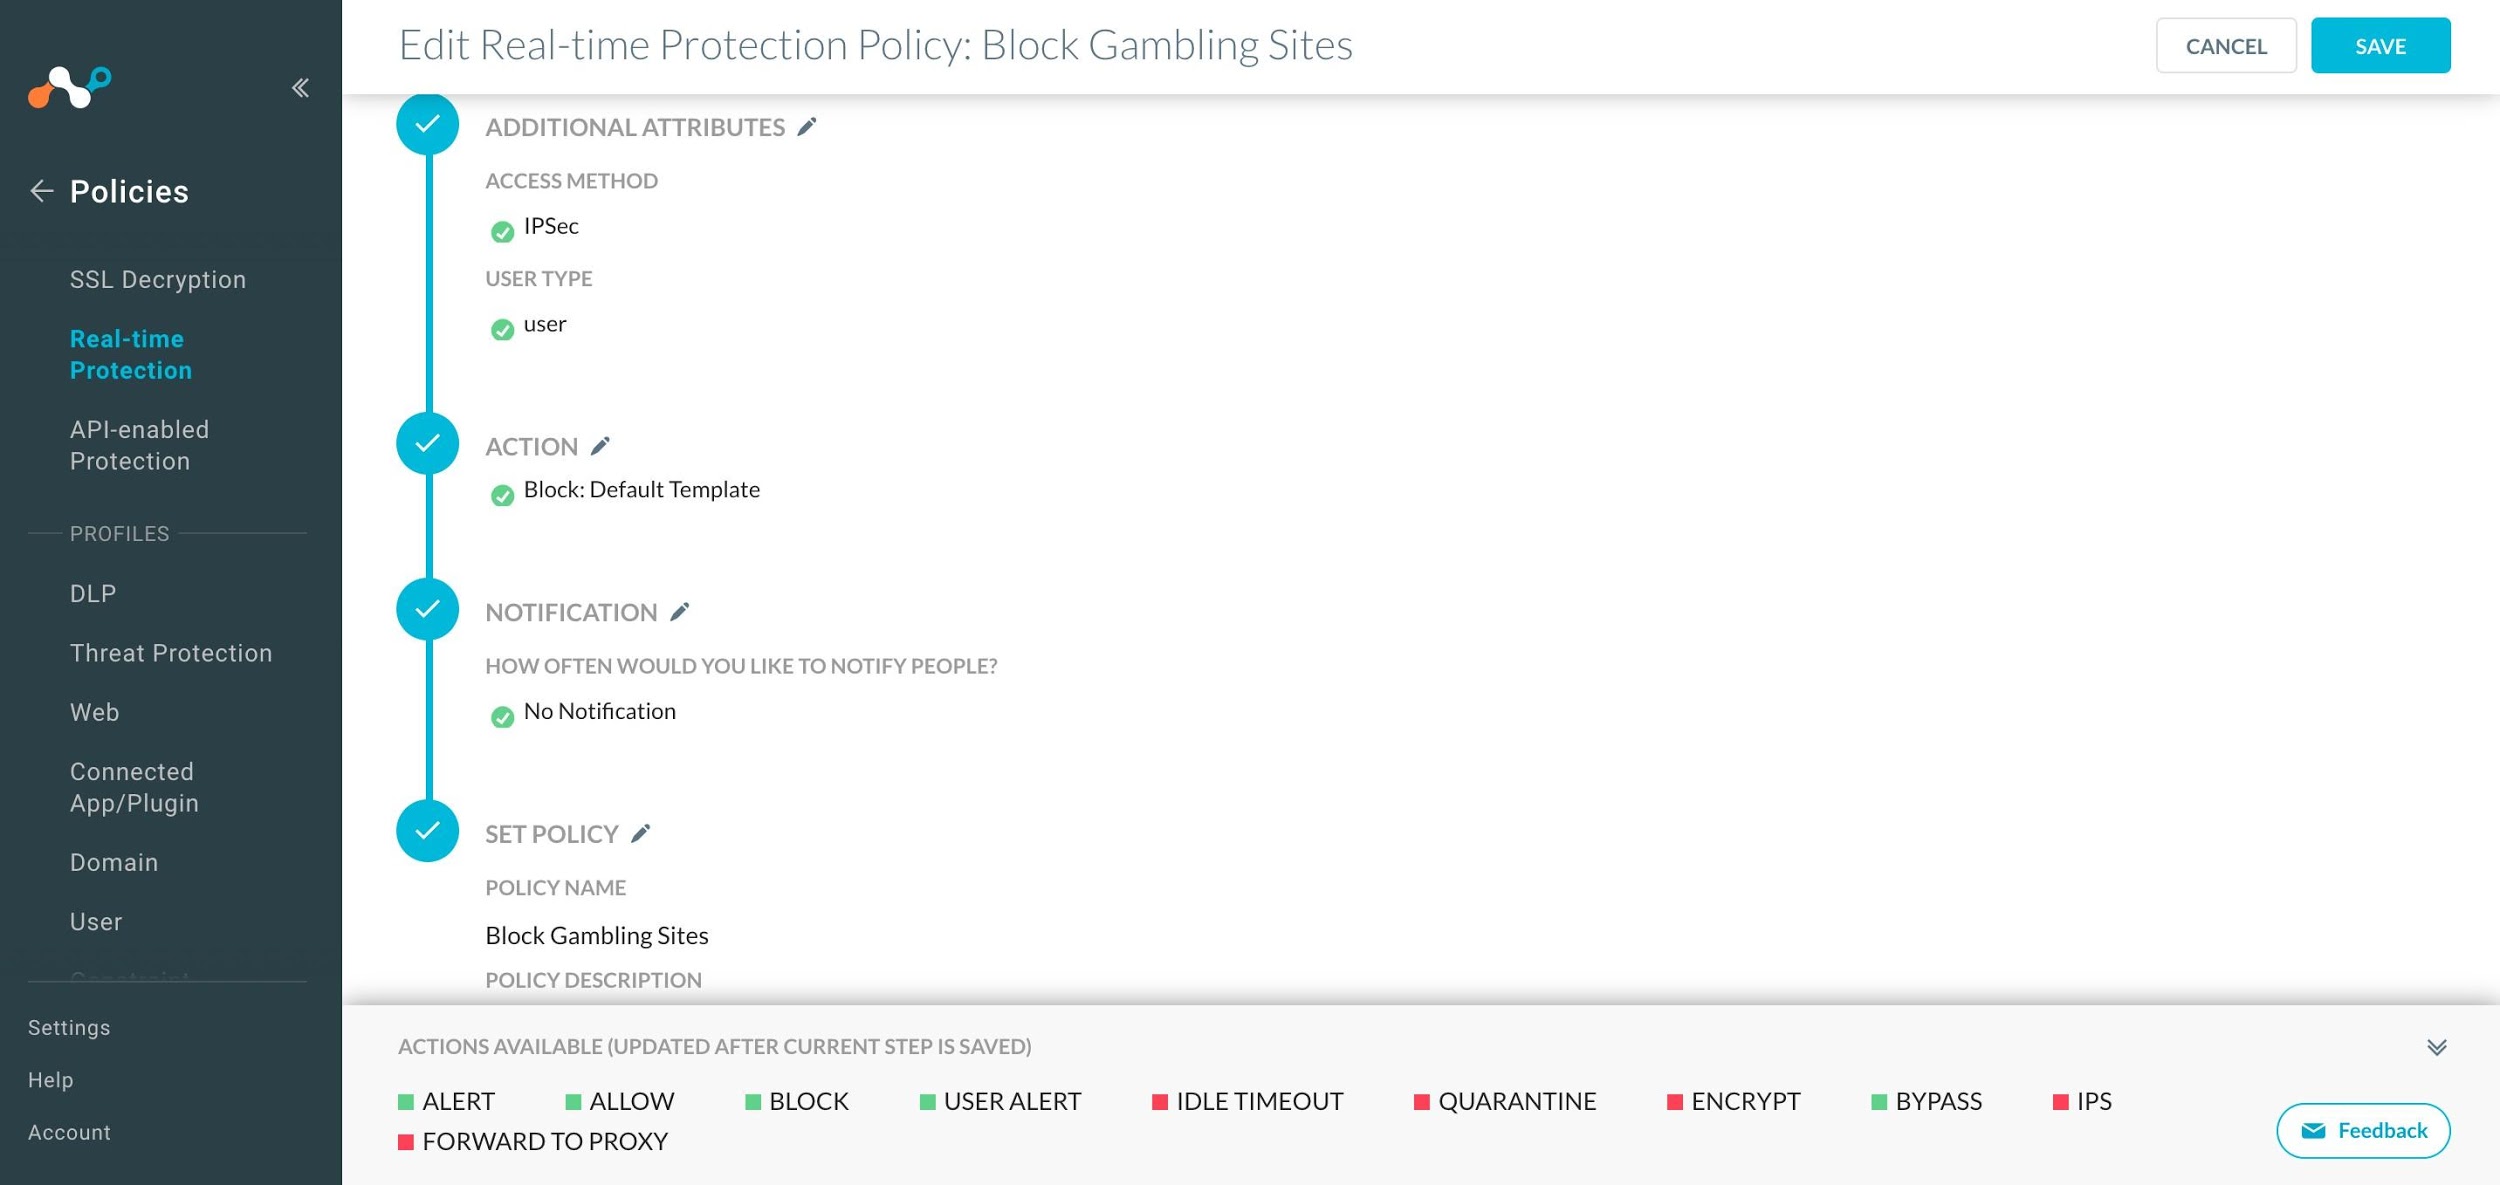 Edit Real-time Protection Policy: Block Gambling Sites
CANCEL
SAVE
Policies
SSL Decryption
Real-time
Protection
API-enabled
Protection
PROFILES
DLP
Threat Protection
Web
Connected
App/Plugin
Domain
User
Constraint
Settings
Help
Account
ADDITIONAL ATTRIBUTES
ACCESS METHOD
IPSec
USER TYPE
user
ACTION
Block: Default Template
NOTIFICATION
HOW OFTEN WOULD YOU LIKE TO NOTIFY PEOPLE?
No Notification
SET POLICY
POLICY NAME
Block Gambling Sites
POLICY DESCRIPTION
ACTIONS AVAILABLE (UPDATED AFTER CURRENT STEP IS SAVED)
ALERT ALLOW BLOCK USER ALERT IDLE TIMEOUT QUARANTINE ENCRYPT BYPASS IPS
FORWARD TO PROXY
Feedback